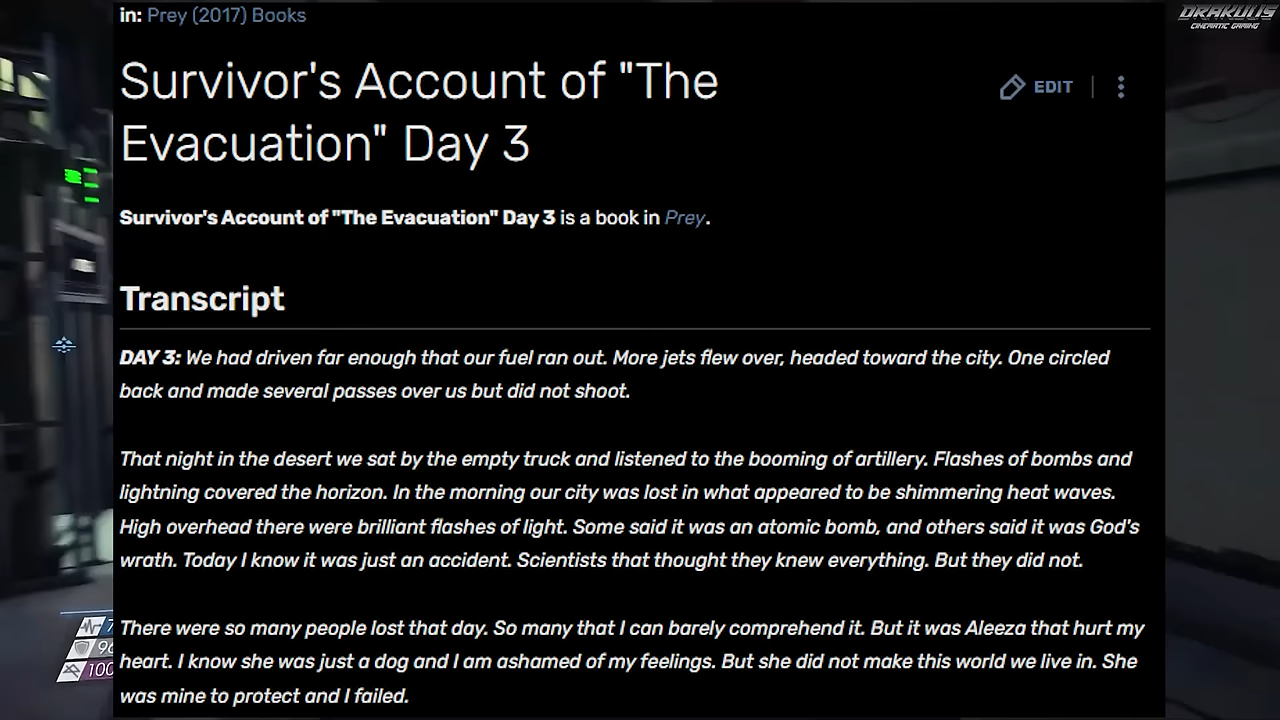 DRAKULIS
CINEMATIC GAMING
in: Prey (2017) Books
Survivor's Account of "The
Evacuation" Day 3
EDIT
Survivor's Account of "The Evacuation" Day 3 is a book in Prey.
Transcript
DAY 3: We had driven far enough that our fuel ran out. More jets flew over, headed toward the city. One circled
back and made several passes over us but did not shoot.
That night in the desert we sat by the empty truck and listened to the booming of artillery. Flashes of bombs and
lightning covered the horizon. In the morning our city was lost in what appeared to be shimmering heat waves.
High overhead there were brilliant flashes of light. Some said it was an atomic bomb, and others said it was God's
wrath. Today I know it was just an accident. Scientists that thought they knew everything. But they did not.
There were so many people lost that day. So many that I can barely comprehend it. But it was Aleeza that hurt my
heart. I know she was just a dog and I am ashamed of my feelings. But she did not make this world we live in. She
was mine to protect and I failed.
100